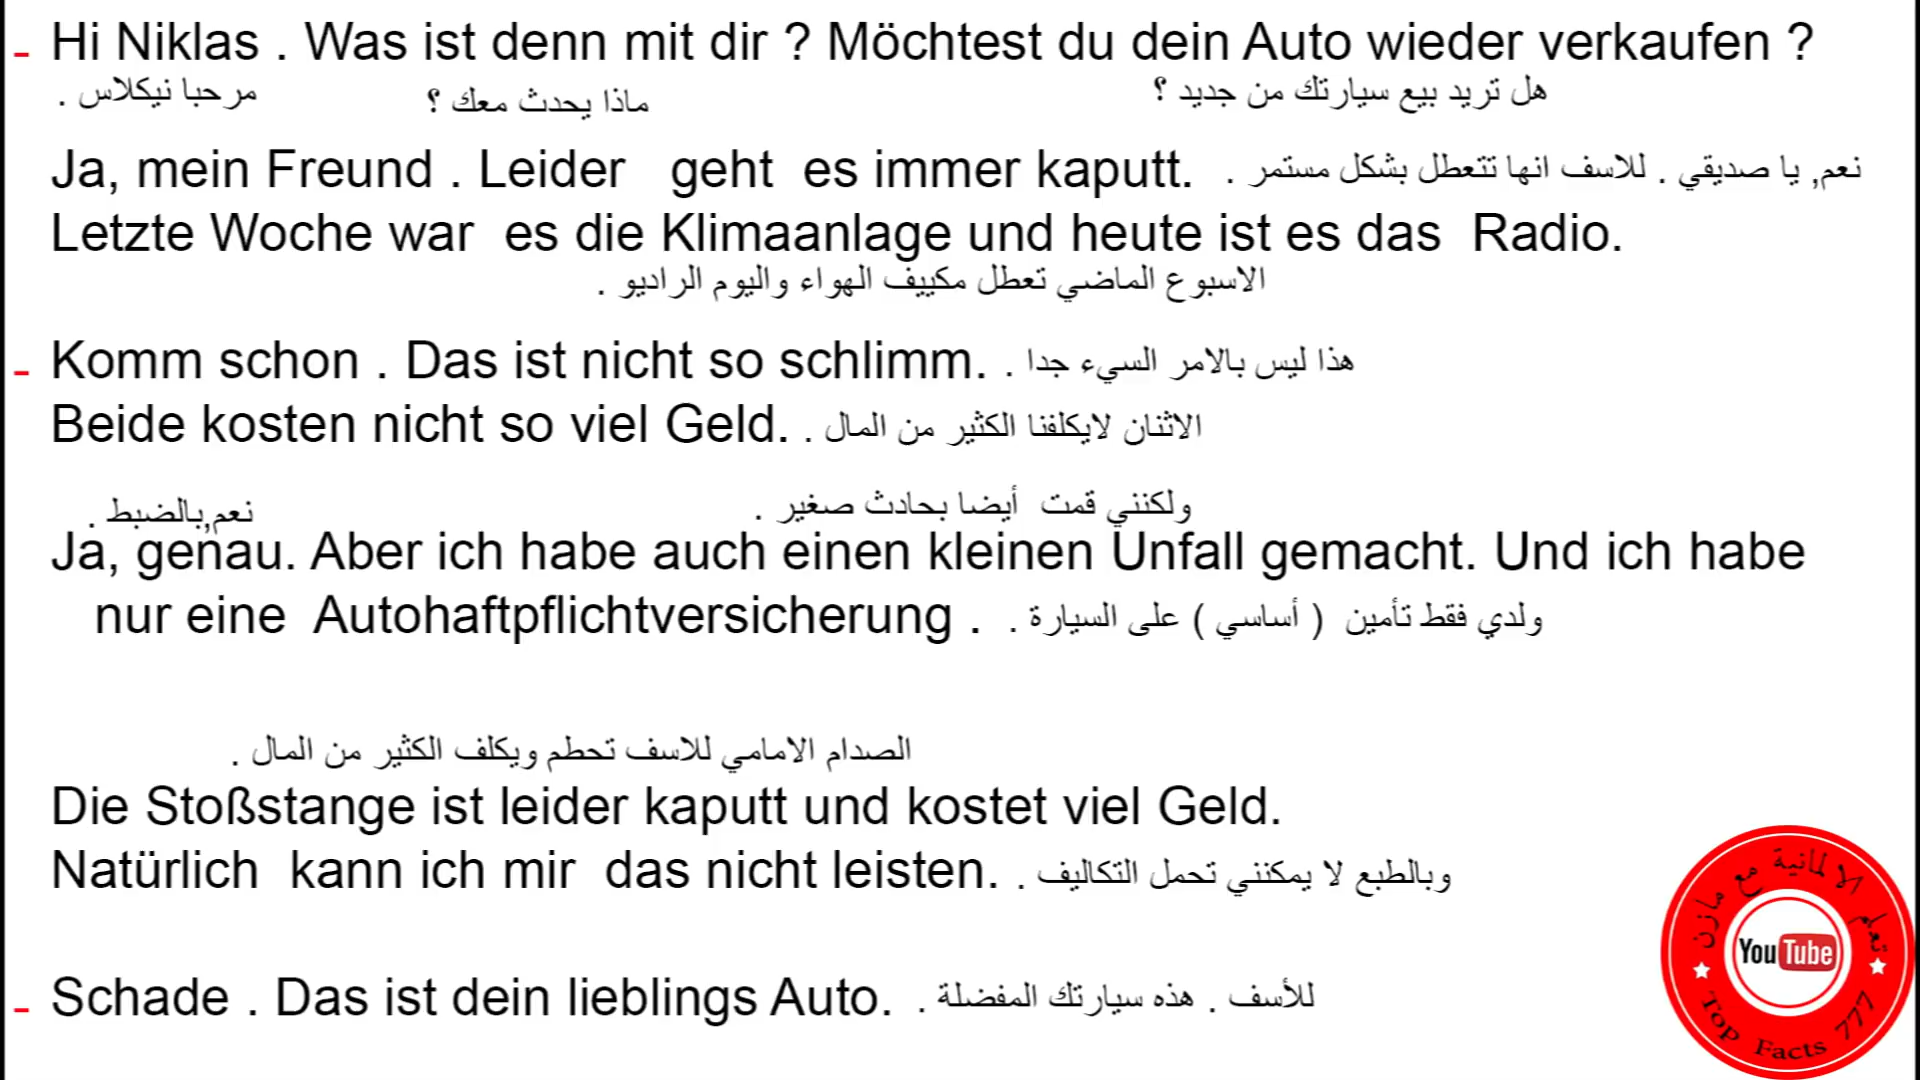 - Hi Niklas . Was ist denn mit dir ? Möchtest du dein Auto wieder verkaufen ?
مرحبا نيكلاس .
ماذا يحدث معك ؟
هل تريد بيع سيارتك من جديد ؟
Ja, mein Freund . Leider geht es immer kaputt. نعم, يا صديقي . للاسف انها تتعطل بشكل مستمر .
Letzte Woche war es die Klimaanlage und heute ist es das Radio.
الاسبوع الماضي تعطل مكييف الهواء واليوم الراديو .
- Komm schon . Das ist nicht so schlimm. هذا ليس بالامر السيء جدا .
Beide kosten nicht so viel Geld. الاثنان لايكلفنا الكثير من المال .
نعم,بالضبط .
ولكنني قمت أيضا بحادث صغير .
Ja, genau. Aber ich habe auch einen kleinen Unfall gemacht. Und ich habe
nur eine Autohaftpflichtversicherung . ولدي فقط تأمين ( أساسي ) على السيارة .
الصدام الامامي للاسف تحطم ويكلف الكثير من المال .
Die Stoßstange ist leider kaputt und kostet viel Geld.
Natürlich kann ich mir das nicht leisten. وبالطبع لا يمكنني تحمل التكاليف .
- Schade . Das ist dein lieblings Auto. للأسف . هذه سيارتك المفضلة .
تعلم الالمانية مع مازن
YouTube
Top Facts 777